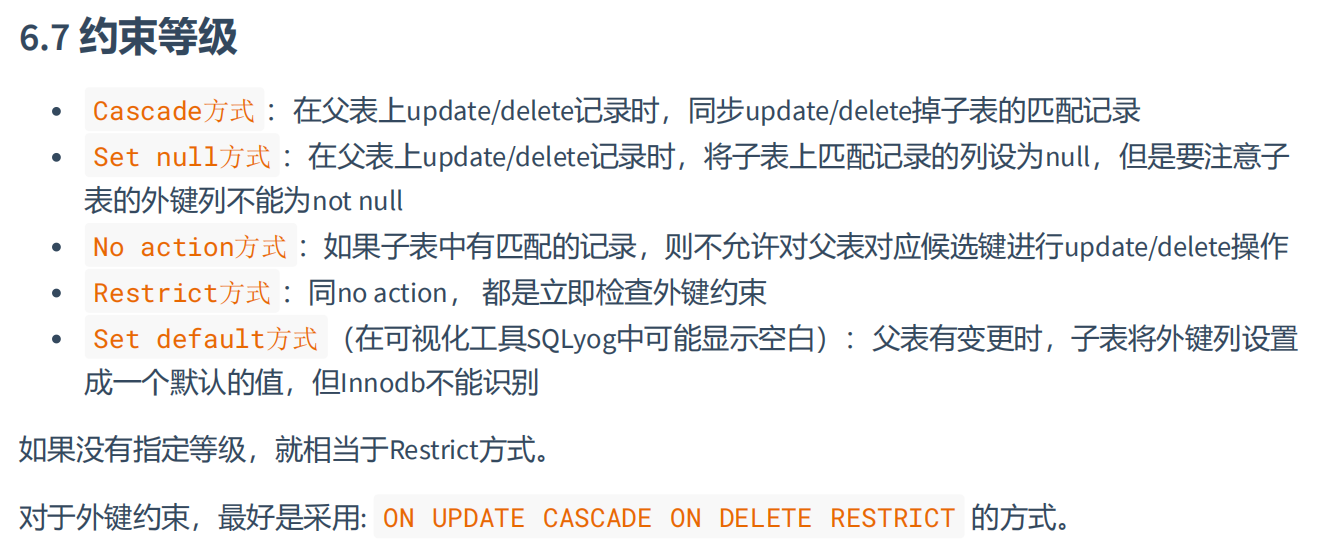 6.7 约束等级
Cascade方式 ：在父表上update/delete记录时，同步update/delete掉子表的匹配记录
Set null方式 ：在父表上update/delete记录时，将子表上匹配记录的列设为null，但是要注意子
表的外键列不能为not null
No action方式 ：如果子表中有匹配的记录，则不允许对父表对应候选键进行update/delete操作
Restrict方式 ：同no action， 都是立即检查外键约束
Set default方式 （在可视化工具SQLyog中可能显示空白）：父表有变更时，子表将外键列设置
成一个默认的值，但Innodb不能识别
如果没有指定等级，就相当于Restrict方式。
对于外键约束，最好是采用: ON UPDATE CASCADE ON DELETE RESTRICT 的方式。